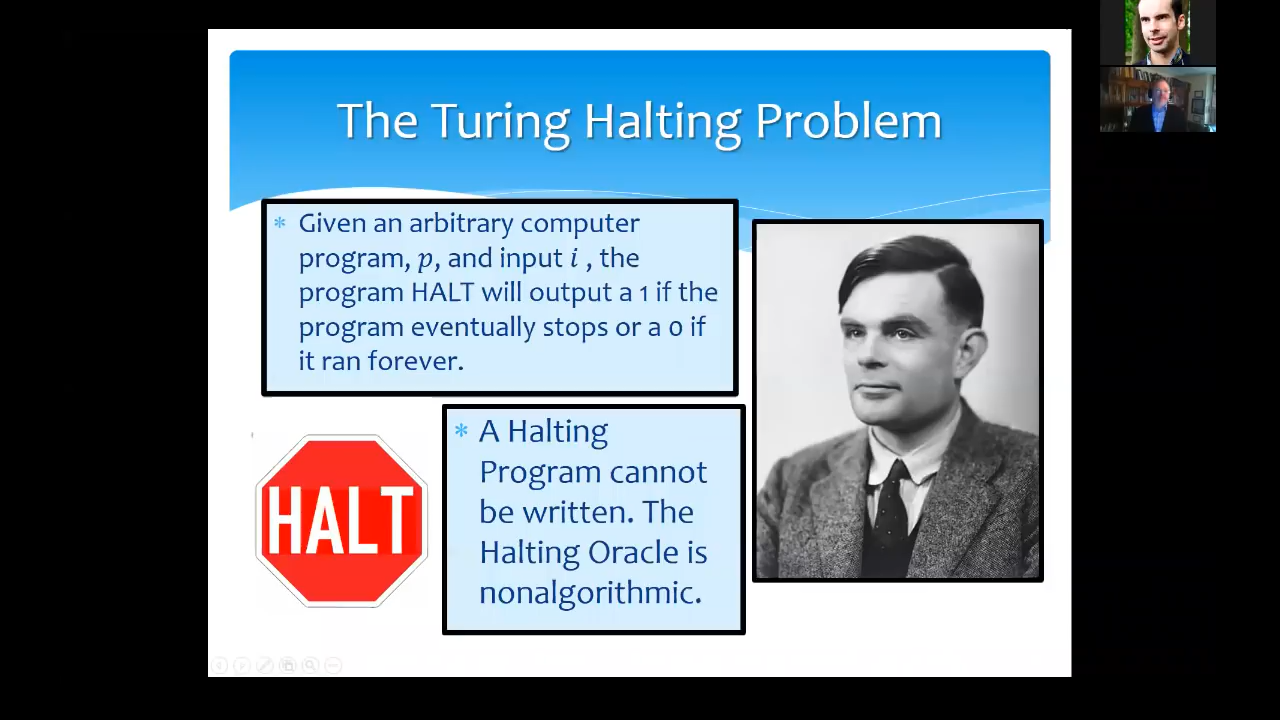 The Turing Halting Problem
* Given an arbitrary computer
program, p, and input i , the
program HALT will output a 1 if the
program eventually stops or a 0 if
it ran forever.
* A Halting
Program cannot
be written. The
Halting Oracle is
nonalgorithmic.
HALT